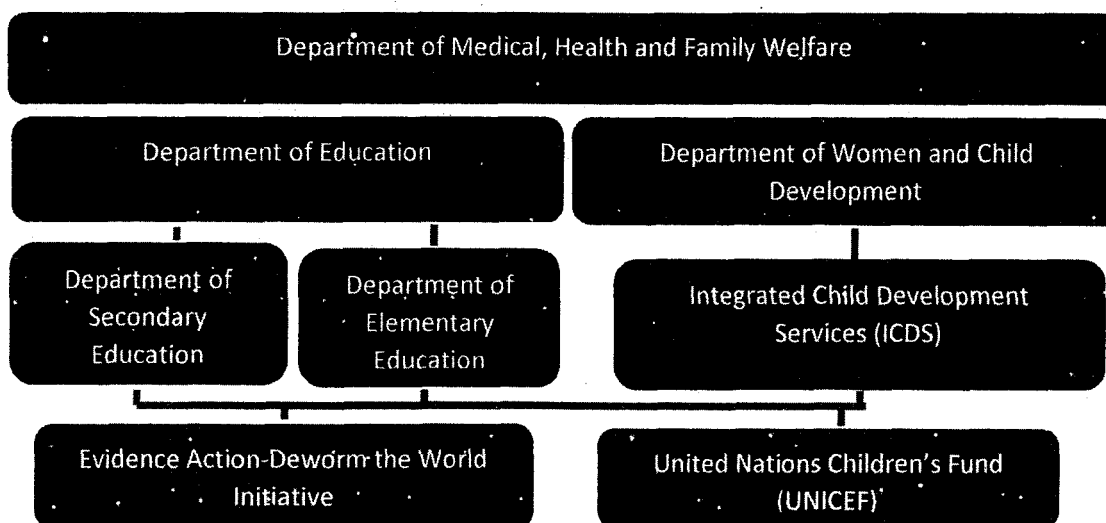 Department of Medical, Health and Family Welfare
Department of Education
Department of Women and Child
Development
Department of
Secondary
Education
Department of
Elementary
Education
Integrated Child Development
Services (ICDS)
Evidence Action-Deworm the World
Initiative
United Nations Children's Fund
(UNICEF)